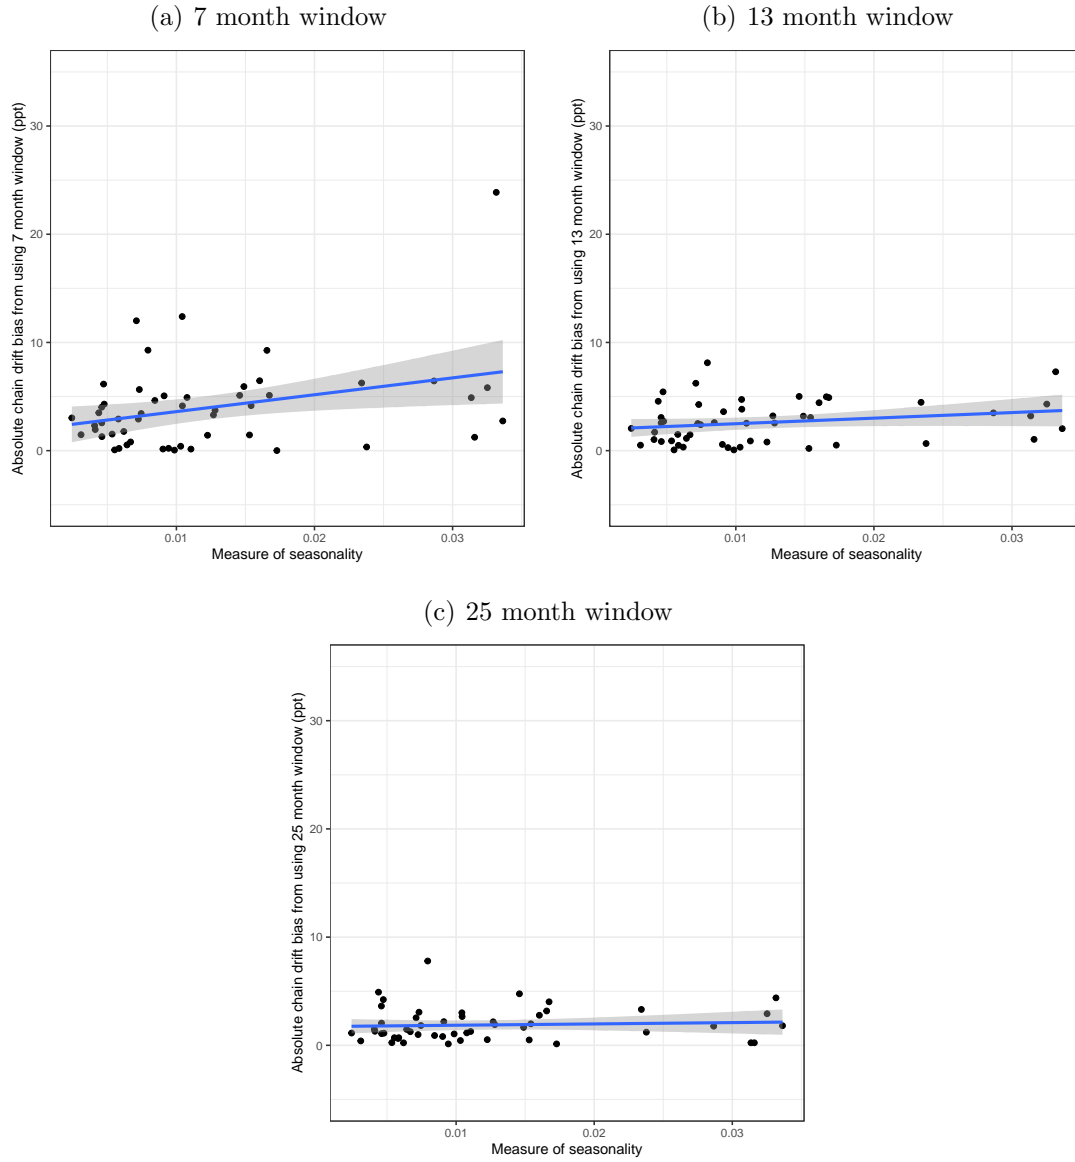 (a) 7 month window
Absolute chain drift bias from using 7 month window (ppt)
30
20
10
0
0.01 0.02 0.03
Measure of seasonality
(b) 13 month window
Absolute chain drift bias from using 13 month window (ppt)
30
20
10
0
0.01 0.02 0.03
Measure of seasonality
(c) 25 month window
Absolute chain drift bias from using 25 month window (ppt)
30
20
10
0
0.01 0.02 0.03
Measure of seasonality